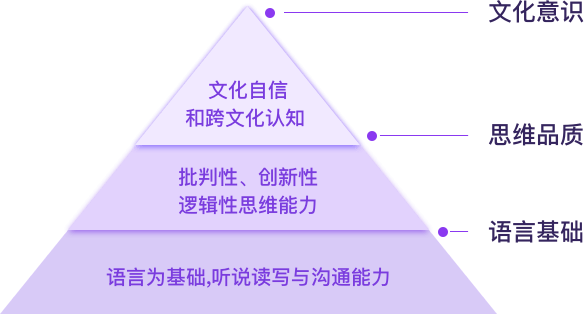 文化意识
文化自信
和跨文化认知
思维品质
批判性、创新性
逻辑性思维能力
语言基础
语言为基础,听说读写与沟通能力